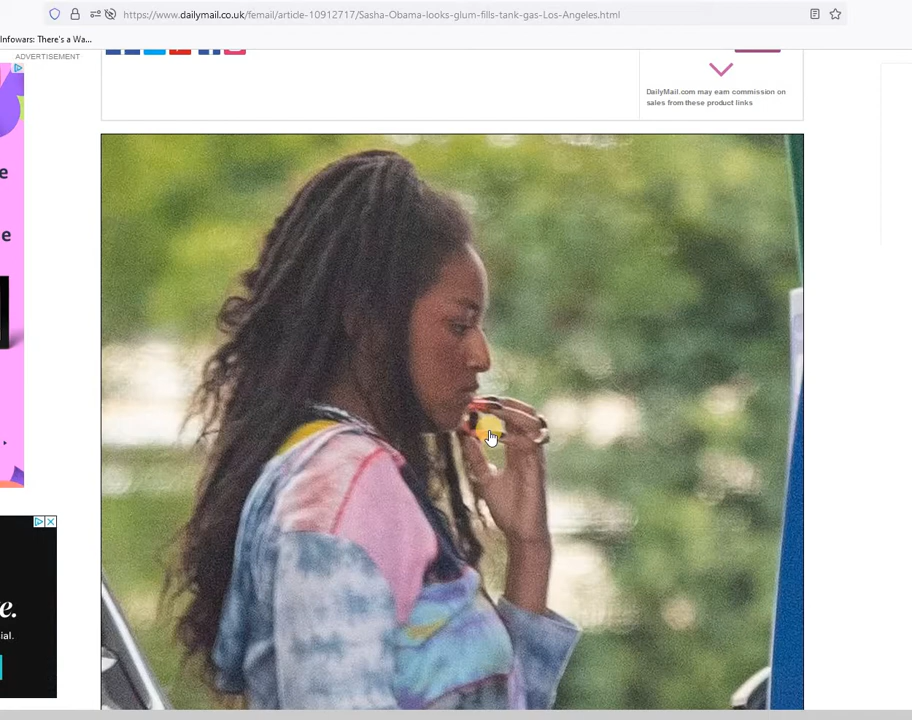 https://www.dailymail.co.uk/femail/article-10912717/Sasha-Obama-looks-glum-fills-tank-gas-Los-Angeles.html
Infowars: There's a Wa...
ADVERTISEMENT
DailyMail.com may earn commission on
sales from these product links
e
e
e.
ial.